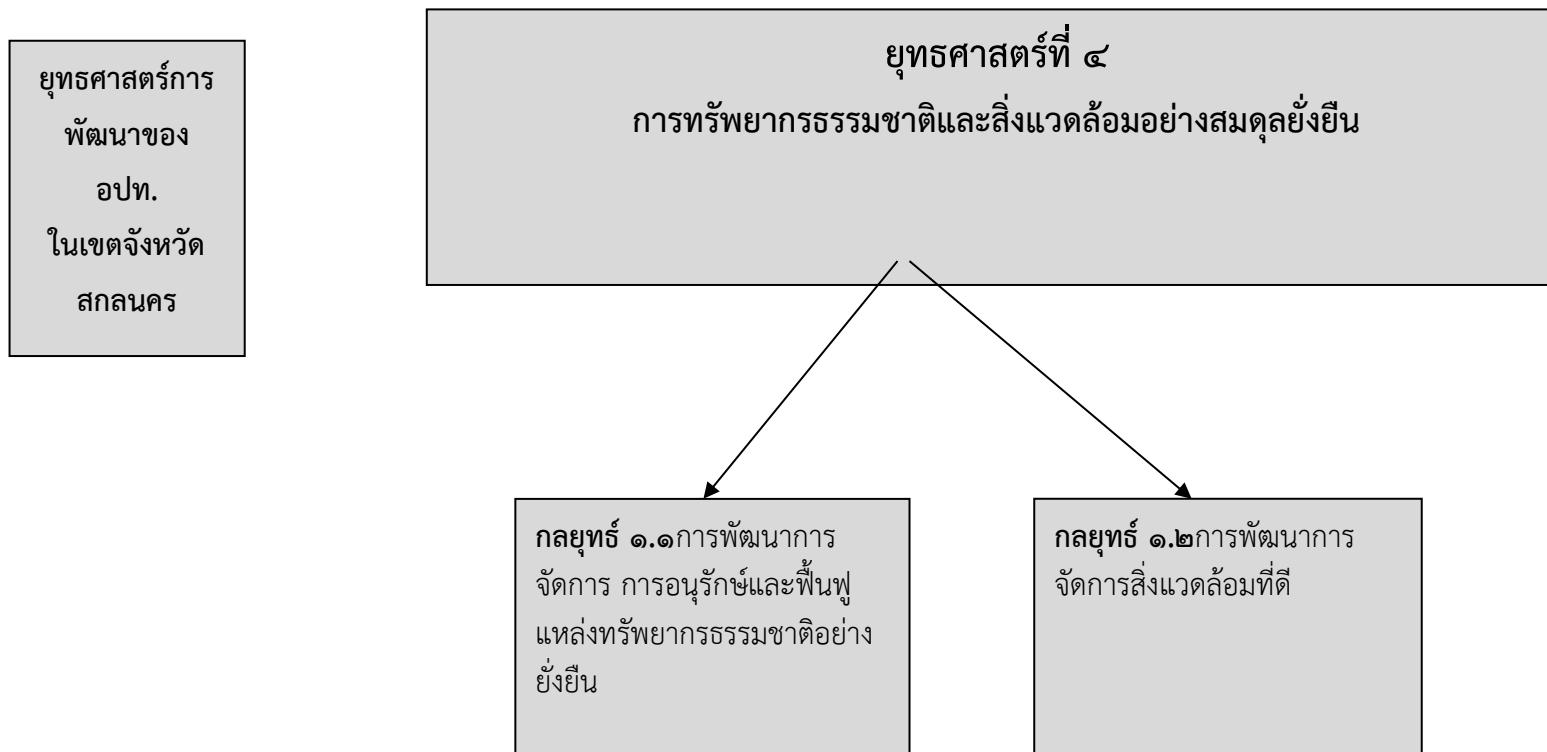 ยุทธศาสตร์การ
พัฒนาของ
อปท.
ในเขตจังหวัด
สกลนคร
ยุทธศาสตร์ที่ ๔
การทรัพยากรธรรมชาติและสิ่งแวดล้อมอย่างสมดุลยั่งยืน
กลยุทธ์ ๑.๑การพัฒนาการ
จัดการ การอนุรักษ์และฟื้นฟู
แหล่งทรัพยากรธรรมชาติอย่าง
ยั่งยืน
กลยุทธ์ ๑.๒การพัฒนาการ
จัดการสิ่งแวดล้อมที่ดี